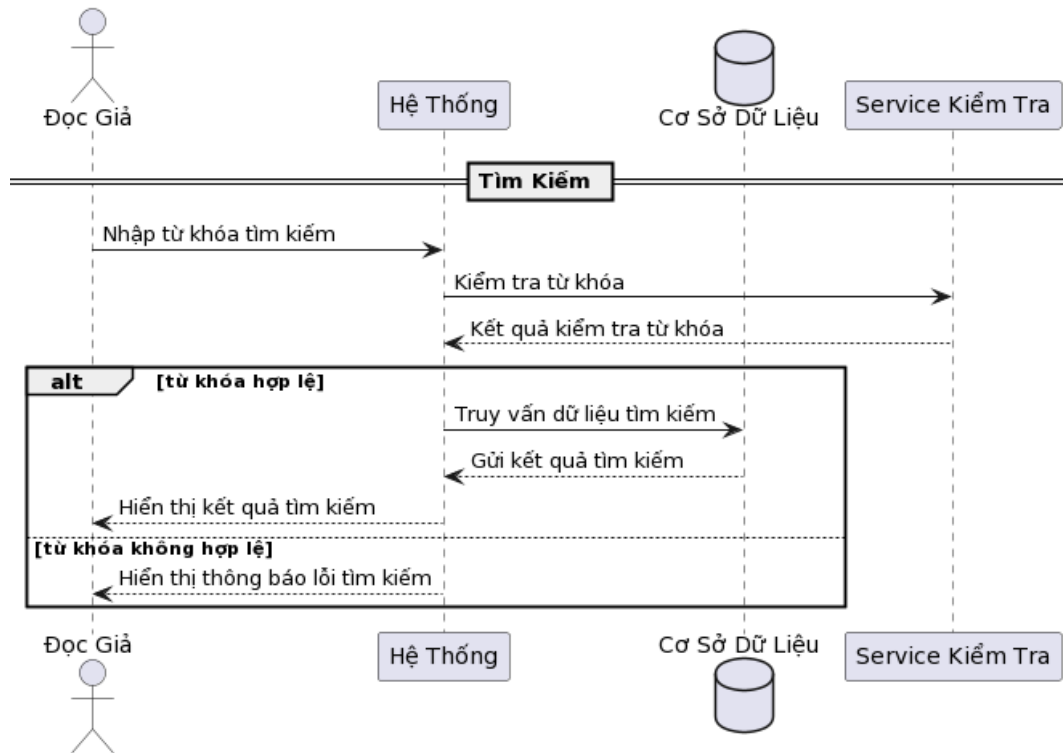 Đọc Giả
Hệ Thống
Cơ Sở Dữ Liệu
Service Kiểm Tra
Tìm Kiếm
Nhập từ khóa tìm kiếm
Kiểm tra từ khóa
Kết quả kiểm tra từ khóa
alt
[từ khóa hợp lệ]
Truy vấn dữ liệu tìm kiếm
Gửi kết quả tìm kiếm
Hiển thị kết quả tìm kiếm
[từ khóa không hợp lệ]
Hiển thị thông báo lỗi tìm kiếm
Đọc Giả
Hệ Thống
Cơ Sở Dữ Liệu
Service Kiểm Tra